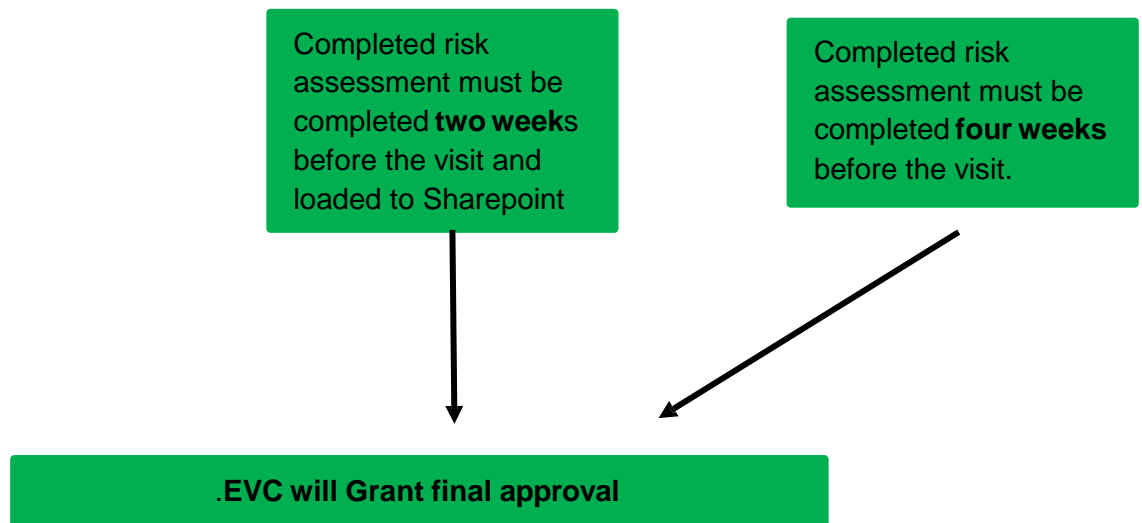 Completed risk
assessment must be
completed two weeks
before the visit and
loaded to Sharepoint
Completed risk
assessment must be
completed four weeks
before the visit.
.EVC will Grant final approval